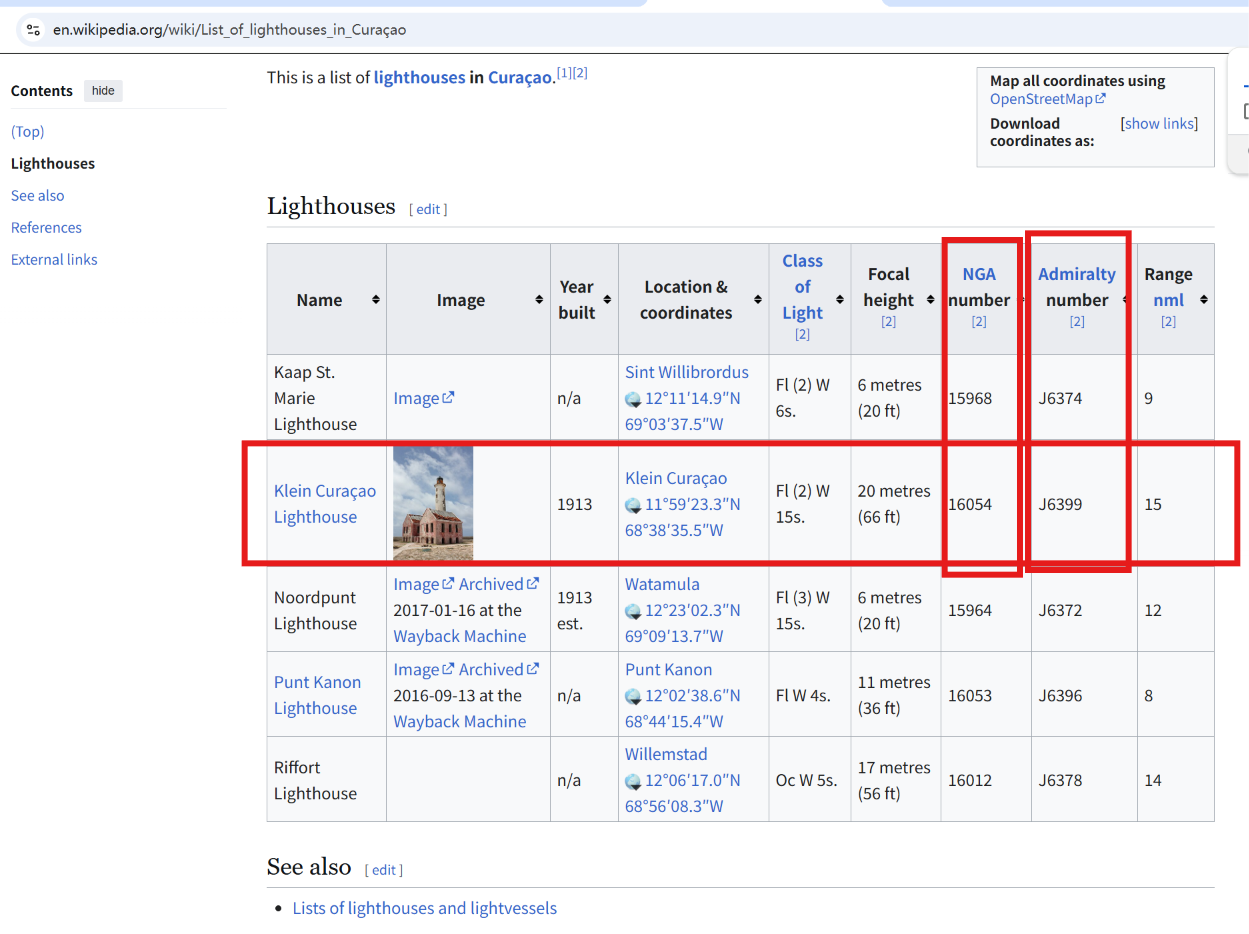 en.wikipedia.org/wiki/List_of_lighthouses_in_Curaçao
Contents hide
(Top)
Lighthouses
See also
References
External links
This is a list of lighthouses in Curaçao.[1][2]
Map all coordinates using
OpenStreetMap
Download [show links]
coordinates as:
Lighthouses [ edit ]
Name
Image
Year
built
Location &
coordinates
Class
of
Light
[2]
Focal
height
[2]
NGA
number
[2]
Admiralty
number
[2]
Range
nml
[2]
Kaap St.
Marie
Lighthouse
Image
n/a
Sint Willibrordus
12°11′14.9″N
69°03′37.5″W
Fl (2) W
6s.
6 metres
(20 ft)
15968
J6374
9
Klein Curaçao
Lighthouse
1913
Klein Curaçao
11°59′23.3″N
68°38′35.5″W
Fl (2) W
15s.
20 metres
(66 ft)
16054
J6399
15
Noordpunt
Lighthouse
Image Archived
2017-01-16 at the
Wayback Machine
1913
est.
Watamula
12°23′02.3″N
69°09′13.7″W
Fl (3) W
15s.
6 metres
(20 ft)
15964
J6372
12
Punt Kanon
Lighthouse
Image Archived
2016-09-13 at the
Wayback Machine
n/a
Punt Kanon
12°02′38.6″N
68°44′15.4″W
Fl W 4s.
11 metres
(36 ft)
16053
J6396
8
Riffort
Lighthouse
n/a
Willemstad
12°06′17.0″N
68°56′08.3″W
Oc W 5s.
17 metres
(56 ft)
16012
J6378
14
See also [ edit ]
• Lists of lighthouses and lightvessels